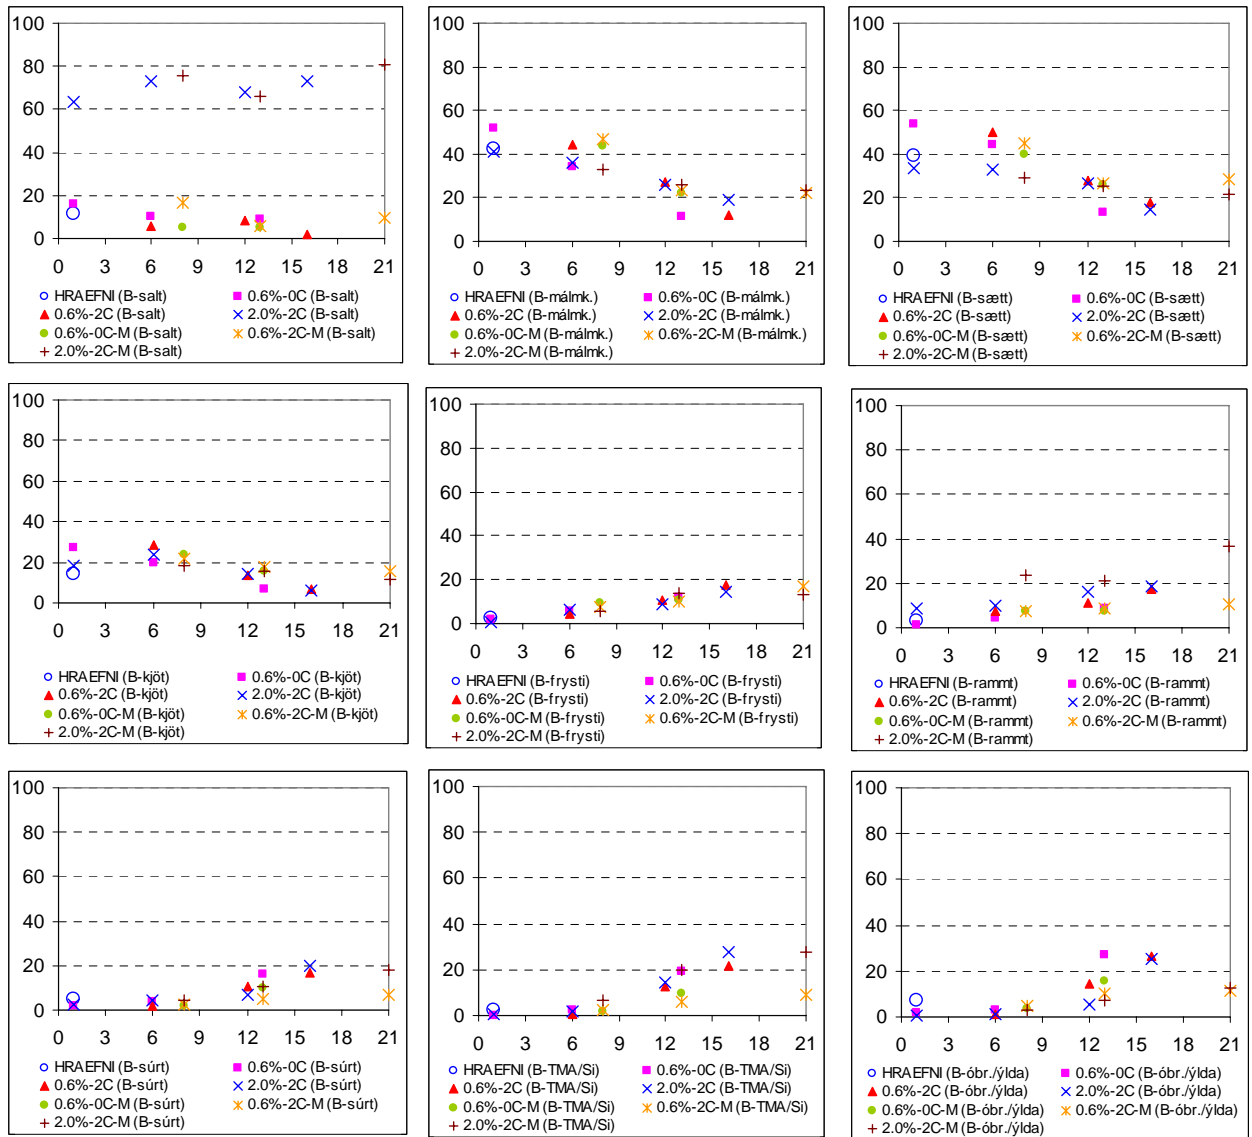 100
80
60
40
20
0
0 3 6 9 12 15 18 21
HRAEFNI (B-salt) 0.6%-0C (B-salt)
0.6%-2C (B-salt) 2.0%-2C (B-salt)
0.6%-0C-M (B-salt) 0.6%-2C-M (B-salt)
2.0%-2C-M (B-salt)
100
80
60
40
20
0
0 3 6 9 12 15 18 21
HRAEFNI (B-málmk.) 0.6%-0C (B-málmk.)
0.6%-2C (B-málmk.) 2.0%-2C (B-málmk.)
0.6%-0C-M (B-málmk.) 0.6%-2C-M (B-málmk.)
2.0%-2C-M (B-málmk.)
100
80
60
40
20
0
0 3 6 9 12 15 18 21
HRAEFNI (B-sætt) 0.6%-0C (B-sætt)
0.6%-2C (B-sætt) 2.0%-2C (B-sætt)
0.6%-0C-M (B-sætt) 0.6%-2C-M (B-sætt)
2.0%-2C-M (B-sætt)
100
80
60
40
20
0
0 3 6 9 12 15 18 21
HRAEFNI (B-kjöt) 0.6%-0C (B-kjöt)
0.6%-2C (B-kjöt) 2.0%-2C (B-kjöt)
0.6%-0C-M (B-kjöt) 0.6%-2C-M (B-kjöt)
2.0%-2C-M (B-kjöt)
100
80
60
40
20
0
0 3 6 9 12 15 18 21
HRAEFNI (B-frysti) 0.6%-0C (B-frysti)
0.6%-2C (B-frysti) 2.0%-2C (B-frysti)
0.6%-0C-M (B-frysti) 0.6%-2C-M (B-frysti)
2.0%-2C-M (B-frysti)
100
80
60
40
20
0
0 3 6 9 12 15 18 21
HRAEFNI (B-rammt) 0.6%-0C (B-rammt)
0.6%-2C (B-rammt) 2.0%-2C (B-rammt)
0.6%-0C-M (B-rammt) 0.6%-2C-M (B-rammt)
2.0%-2C-M (B-rammt)
100
80
60
40
20
0
0 3 6 9 12 15 18 21
HRAEFNI (B-súrt) 0.6%-0C (B-súrt)
0.6%-2C (B-súrt) 2.0%-2C (B-súrt)
0.6%-0C-M (B-súrt) 0.6%-2C-M (B-súrt)
2.0%-2C-M (B-súrt)
100
80
60
40
20
0
0 3 6 9 12 15 18 21
HRAEFNI (B-TMA/Si) 0.6%-0C (B-TMA/Si)
0.6%-2C (B-TMA/Si) 2.0%-2C (B-TMA/Si)
0.6%-0C-M (B-TMA/Si) 0.6%-2C-M (B-TMA/Si)
2.0%-2C-M (B-TMA/Si)
100
80
60
40
20
0
0 3 6 9 12 15 18 21
HRAEFNI (B-óbr./ýlda) 0.6%-0C (B-óbr./ýlda)
0.6%-2C (B-óbr./ýlda) 2.0%-2C (B-óbr./ýlda)
0.6%-0C-M (B-óbr./ýlda) 0.6%-2C-M (B-óbr./ýlda)
2.0%-2C-M (B-óbr./ýlda)